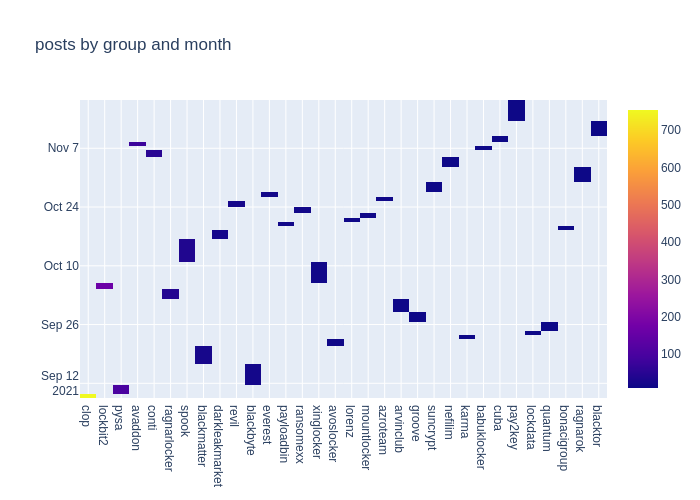 posts by group and month
Nov 7
Oct 24
Oct 10
Sep 26
Sep 12
2021
clop
lockbit2
pysa
avaddon
conti
ragnarlocker
spook
blackmatter
darkleakmarket
revil
blackbyte
everest
payloadbin
ransomexx
xinglocker
avoslocker
lorenz
mountlocker
azroteam
arvinclub
groove
suncrypt
nefilim
karma
babuklocker
cuba
pay2key
lockdata
quantum
bonacigroup
ragnarok
blacktor
700
600
500
400
300
200
100